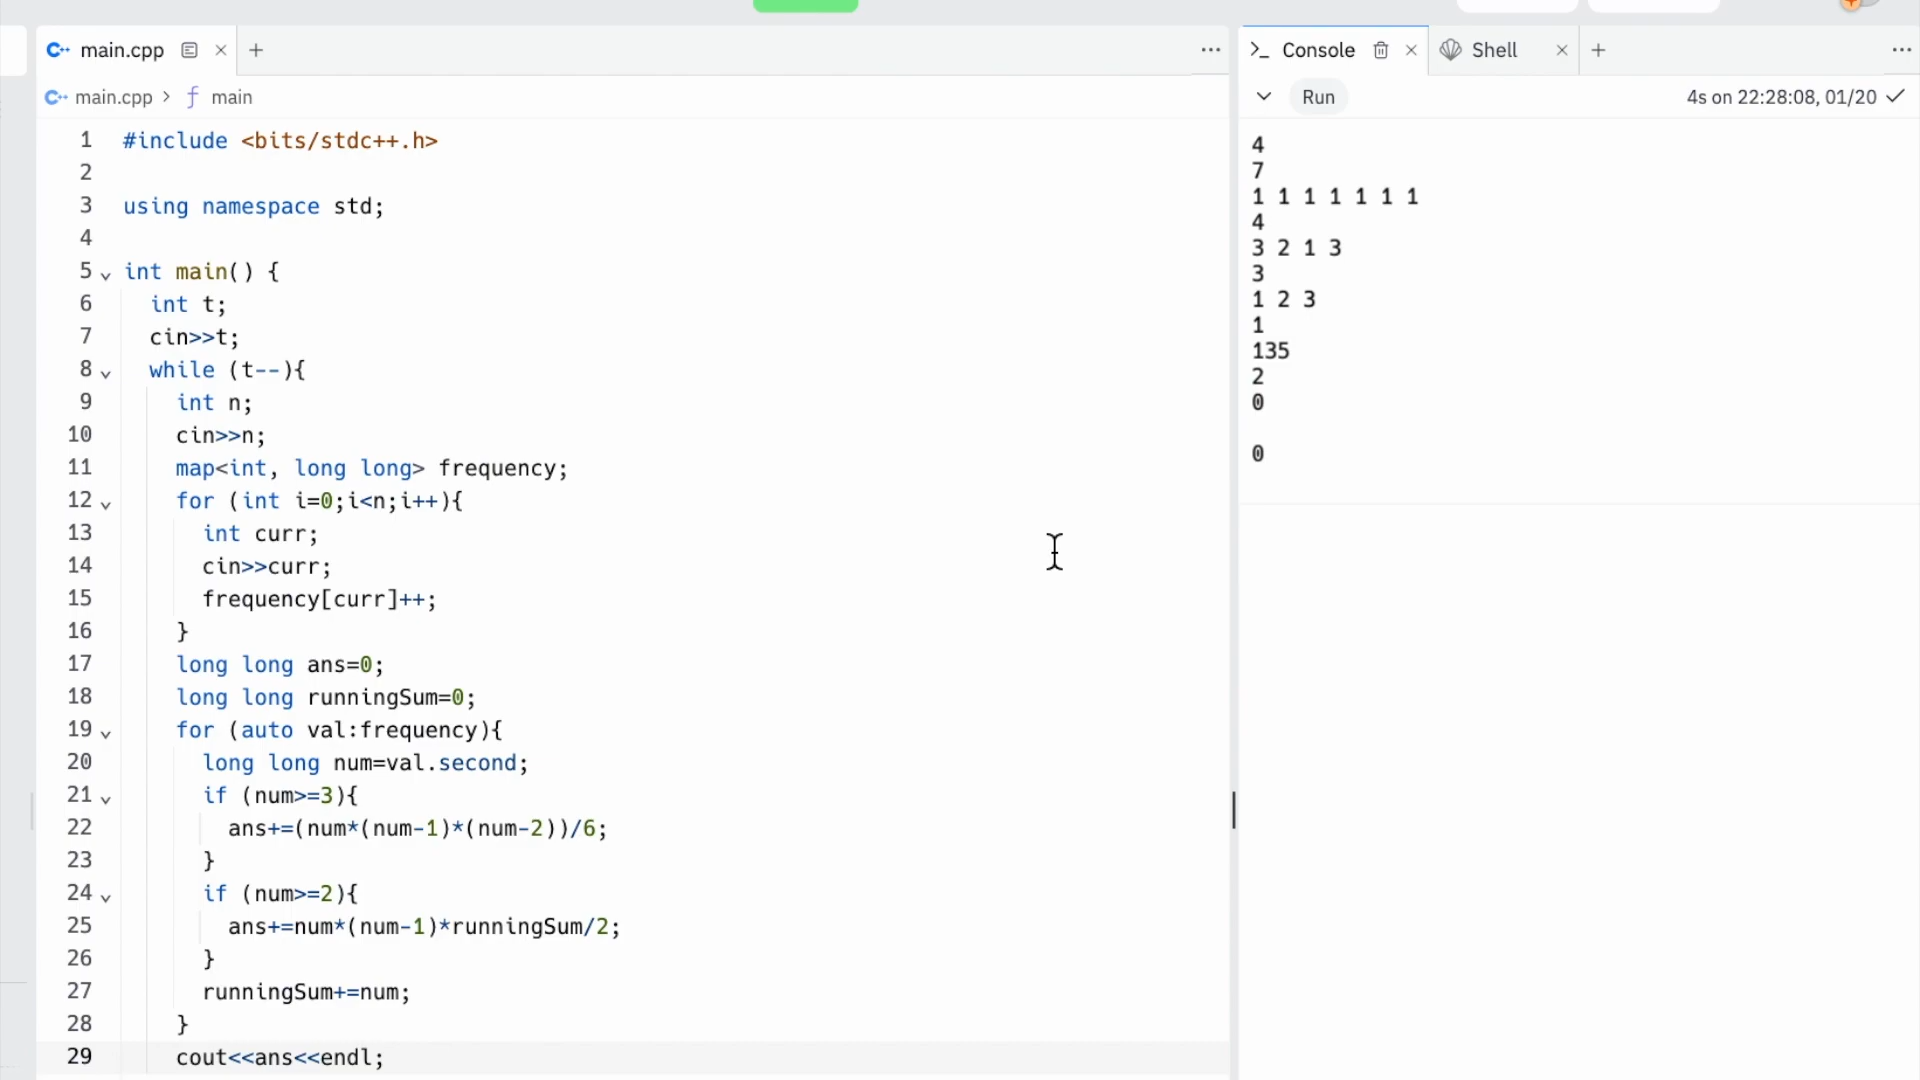 main.cpp
main.cpp > main
1 #include <bits/stdc++.h>
2
3 using namespace std;
4
5 int main() {
6 int t;
7 cin>>t;
8 while (t--){
9 int n;
10 cin>>n;
11 map<int, long long> frequency;
12 for (int i=0;i<n;i++){
13 int curr;
14 cin>>curr;
15 frequency[curr]++;
16 }
17 long long ans=0;
18 long long runningSum=0;
19 for (auto val:frequency){
20 long long num=val.second;
21 if (num>=3){
22 ans+=(num*(num-1)*(num-2))/6;
23 }
24 if (num>=2){
25 ans+=num*(num-1)*runningSum/2;
26 }
27 runningSum+=num;
28 }
29 cout<<ans<<endl;
Console
Shell
Run
4s on 22:28:08, 01/20
4
7
1 1 1 1 1 1 1
4
3 2 1 3
3
1 2 3
1
135
2
0
0